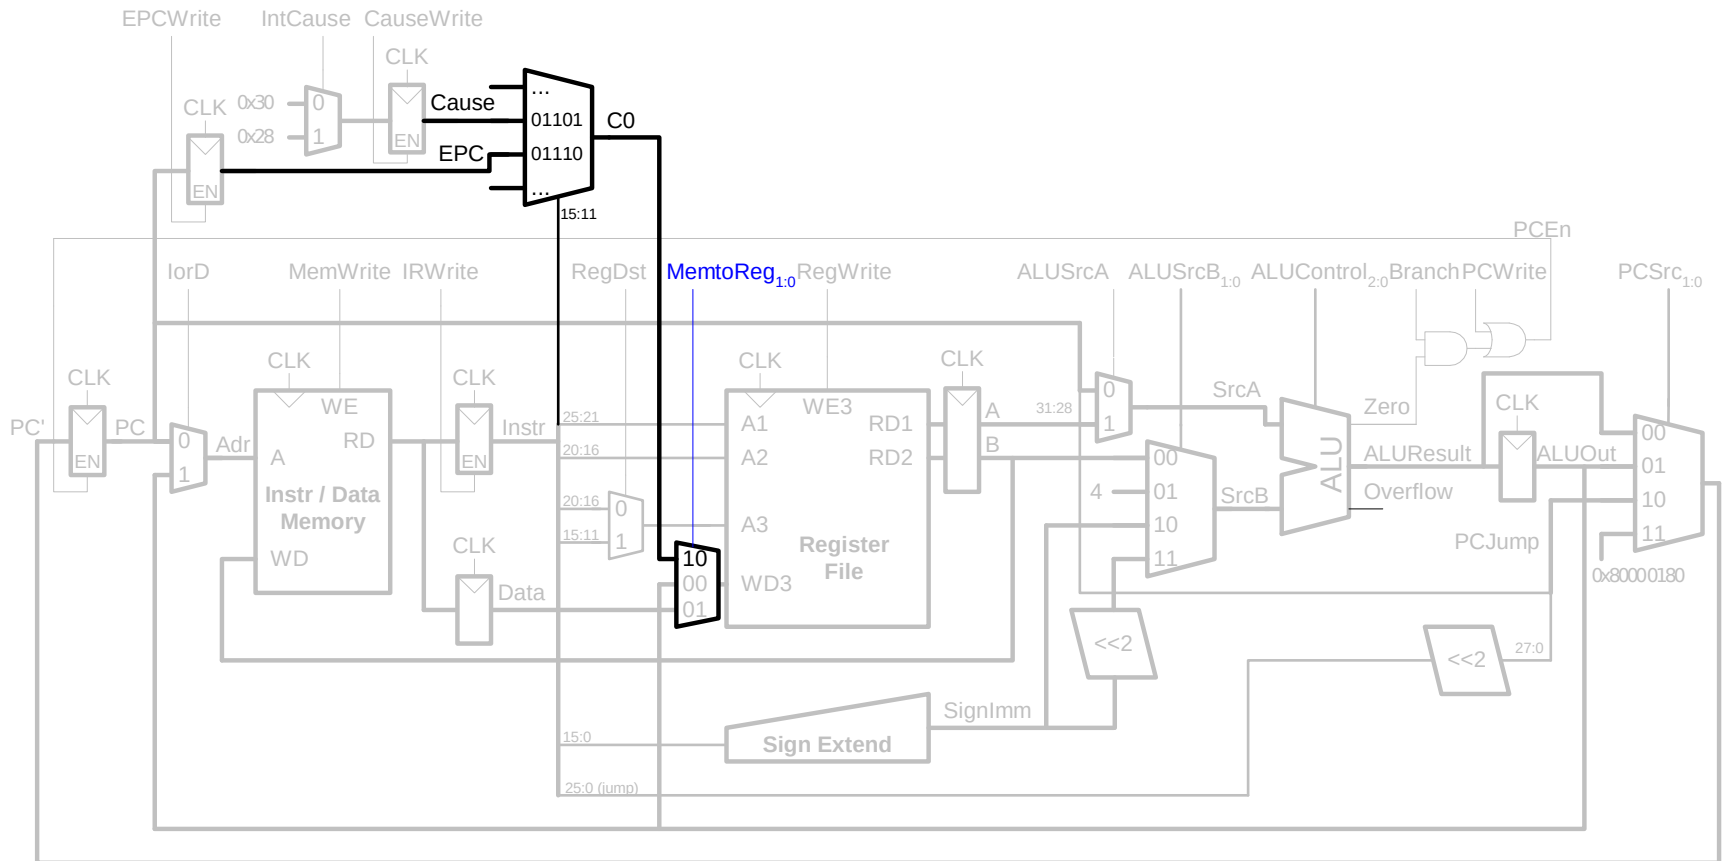 EPCWrite IntCause CauseWrite
CLK
0x30 0 Cause ...
CLK 01101 C0
0x28 1 EN
EPC 01110
EN ...
15:11
PCEn
IorD MemWrite IRWrite RegDst MemtoReg1:0 RegWrite ALUSrcA ALUSrcB1:0 ALUControl2:0 Branch PCWrite PCSrc1:0
CLK CLK CLK CLK CLK
WE WE3 0 SrcA Zero CLK
PC' PC 0 Adr RD Instr 25:21 A1 RD1 A 31:28 1 00
EN 1 A EN 20:16 A2 RD2 B 00 ALU ALUResult ALUOut 01
Instr / Data
Memory
20:16 0 4 01 SrcB Overflow 10
15:11 1 A3 10 11
Register
File
PCJump
WD CLK 10 11 0x80000180
Data 00 WD3
01
<<2 <<2 27:0
SignImm
15:0 Sign Extend
25:0 (jump)